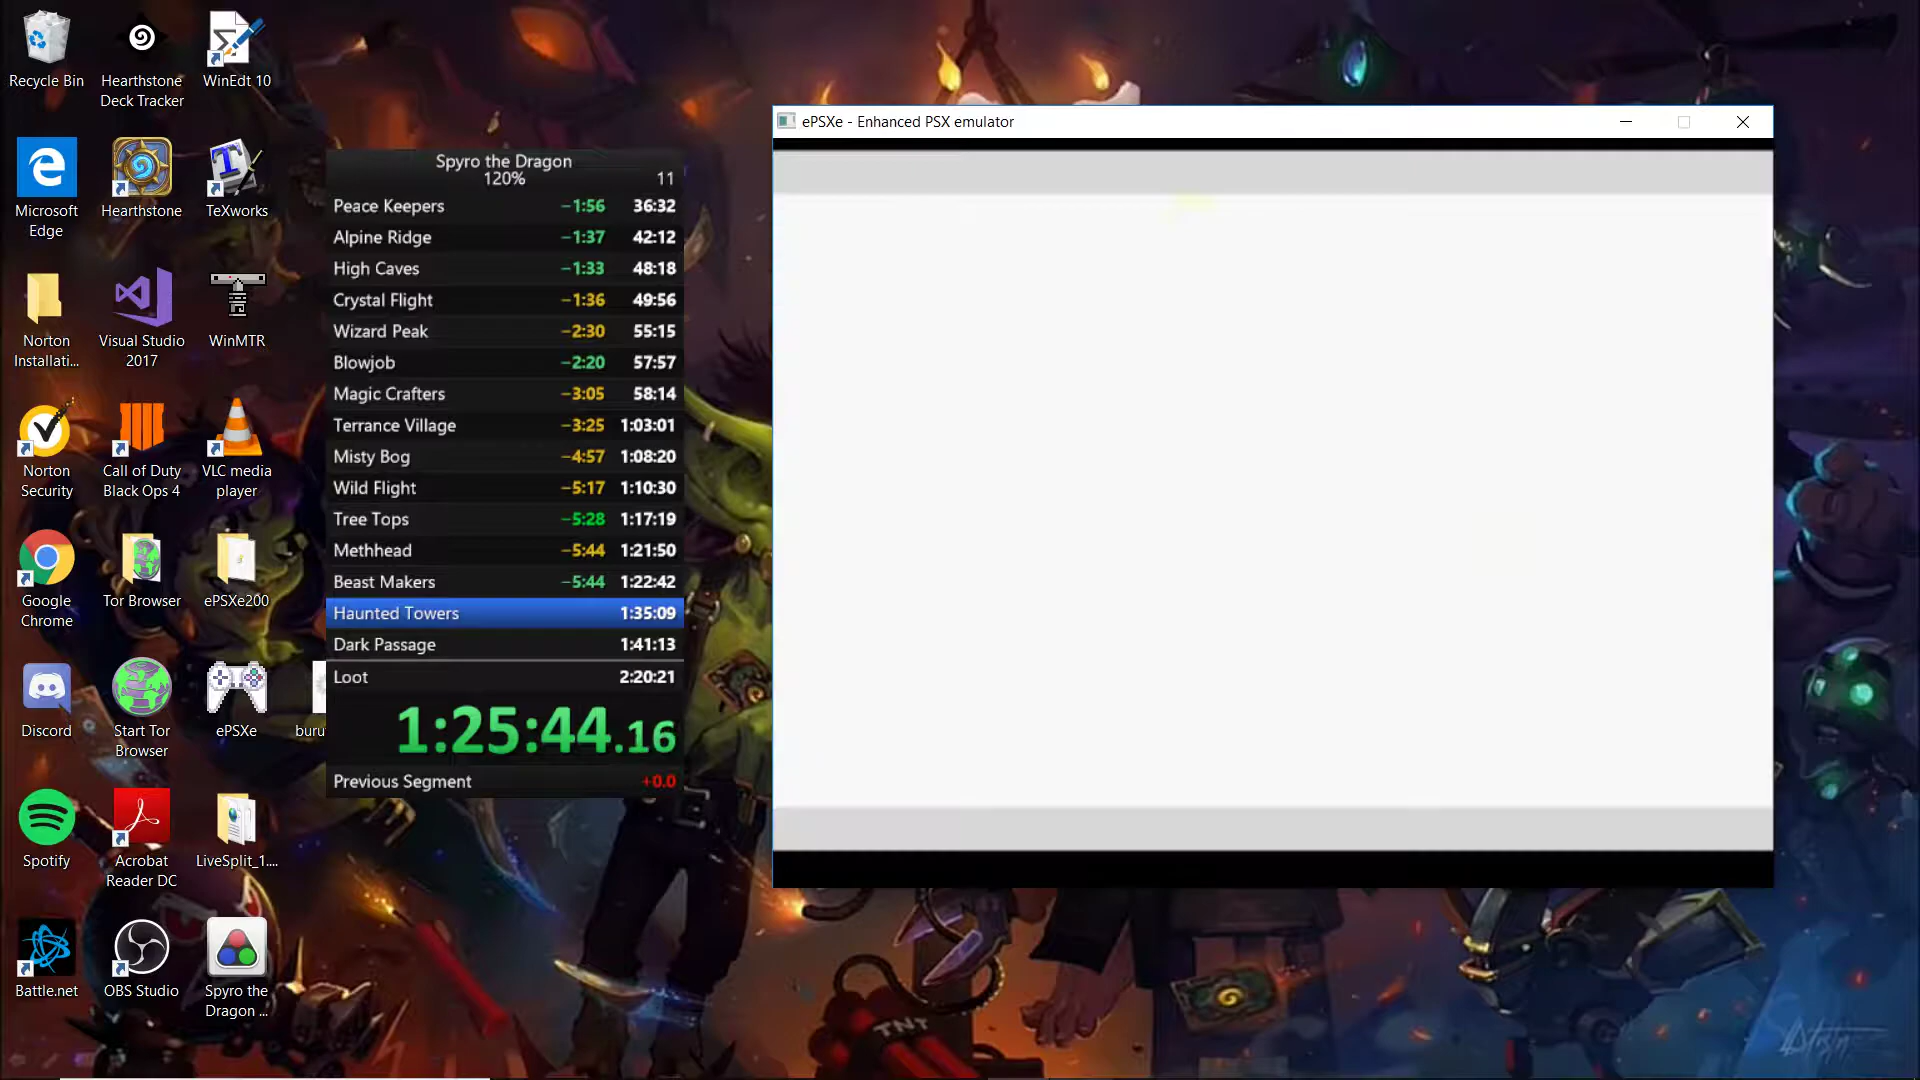 Recycle Bin
Hearthstone
Deck Tracker
WinEdt 10
Microsoft
Edge
Hearthstone
TeXworks
Norton
Installati...
Visual Studio
2017
WinMTR
Norton
Security
Call of Duty
Black Ops 4
VLC media
player
Google
Chrome
Tor Browser
ePSXe200
Discord
Start Tor
Browser
ePSXe
buru
Spotify
Acrobat
Reader DC
LiveSplit_1....
Battle.net
OBS Studio
Spyro the
Dragon ...
Spyro the Dragon
120% 11
Peace Keepers −1:56 36:32
Alpine Ridge −1:37 42:12
High Caves −1:33 48:18
Crystal Flight −1:36 49:56
Wizard Peak −2:30 55:15
Blowjob −2:20 57:57
Magic Crafters −3:05 58:14
Terrance Village −3:25 1:03:01
Misty Bog −4:57 1:08:20
Wild Flight −5:17 1:10:30
Tree Tops −5:28 1:17:19
Methhead −5:44 1:21:50
Beast Makers −5:44 1:22:42
Haunted Towers 1:35:09
Dark Passage 1:41:13
Loot 2:20:21
1:25:44.16
Previous Segment +0.0
ePSXe - Enhanced PSX emulator
TNT